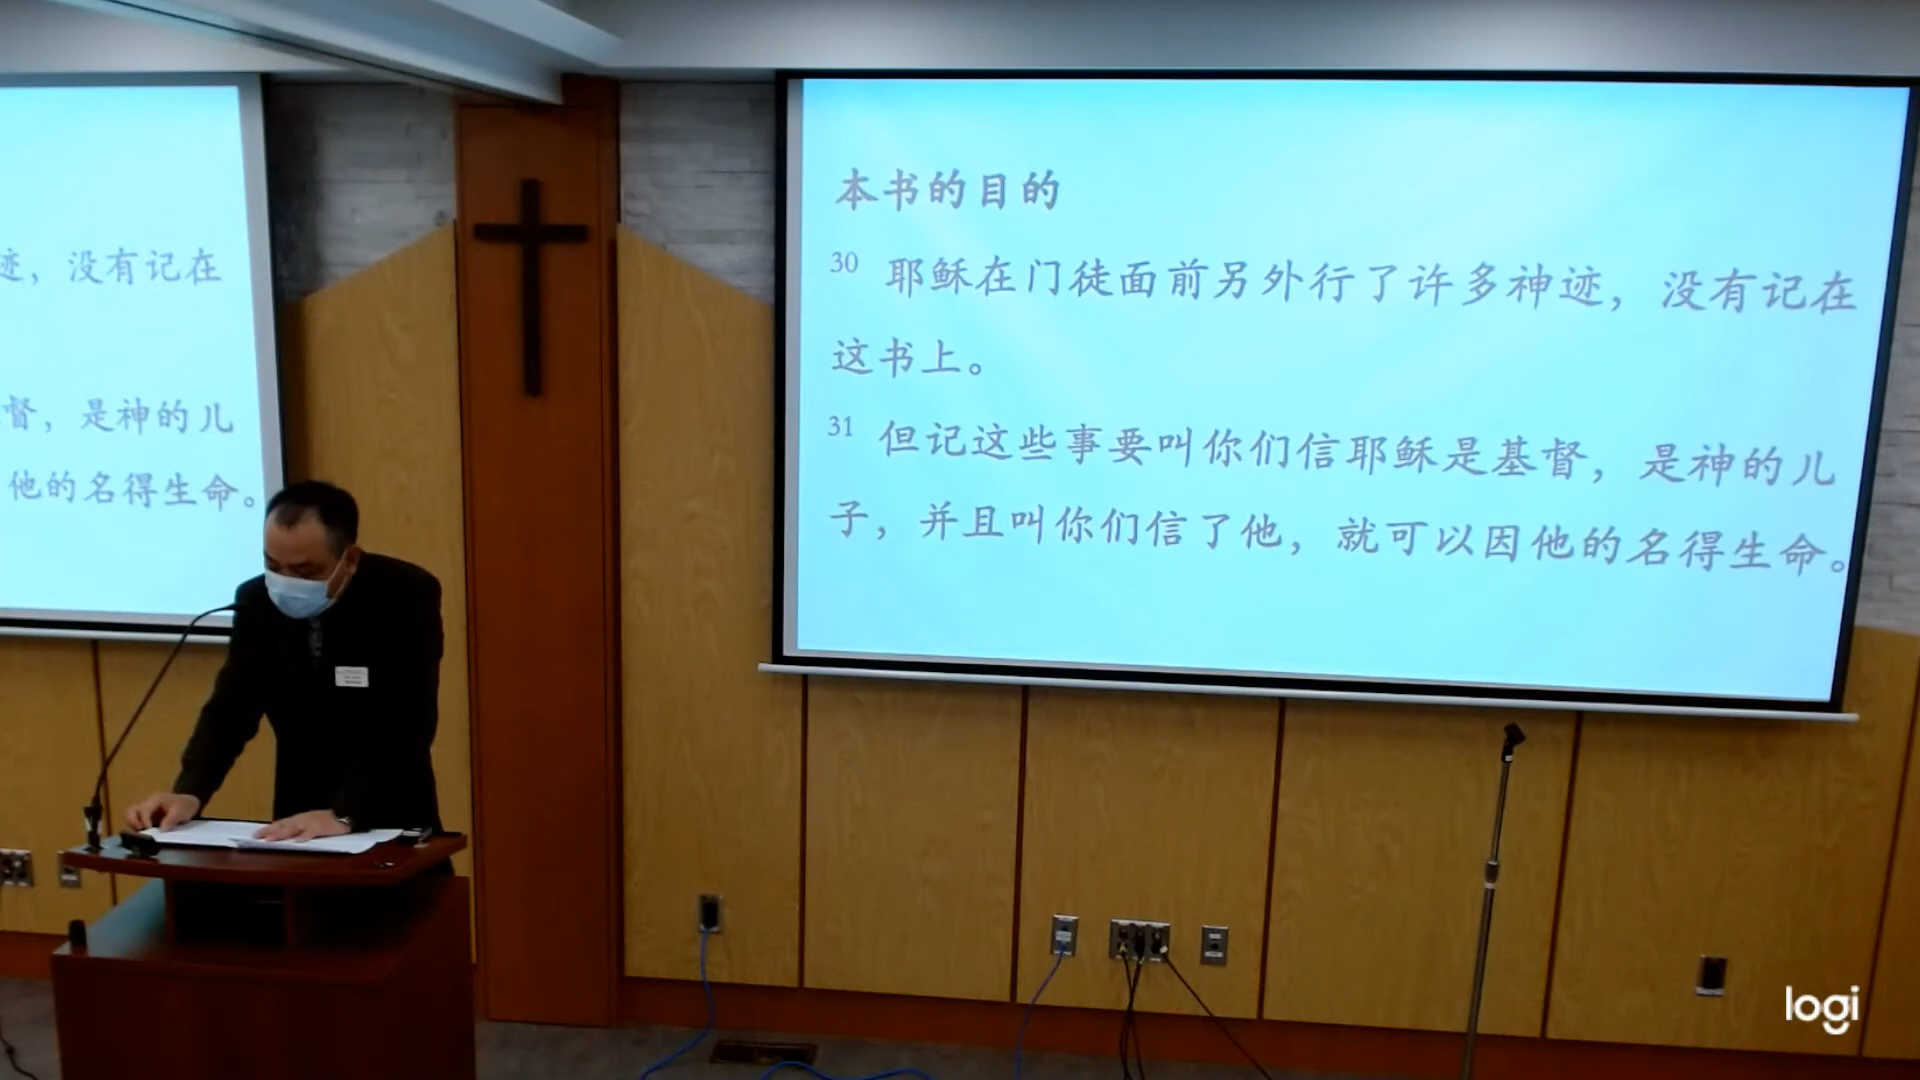 迹，没有记在
督，是神的儿
他的名得生命。
本书的目的
30 耶稣在门徒面前另外行了许多神迹，没有记在
这书上。
31 但记这些事要叫你们信耶稣是基督，是神的儿
子，并且叫你们信了他，就可以因他的名得生命。
logi